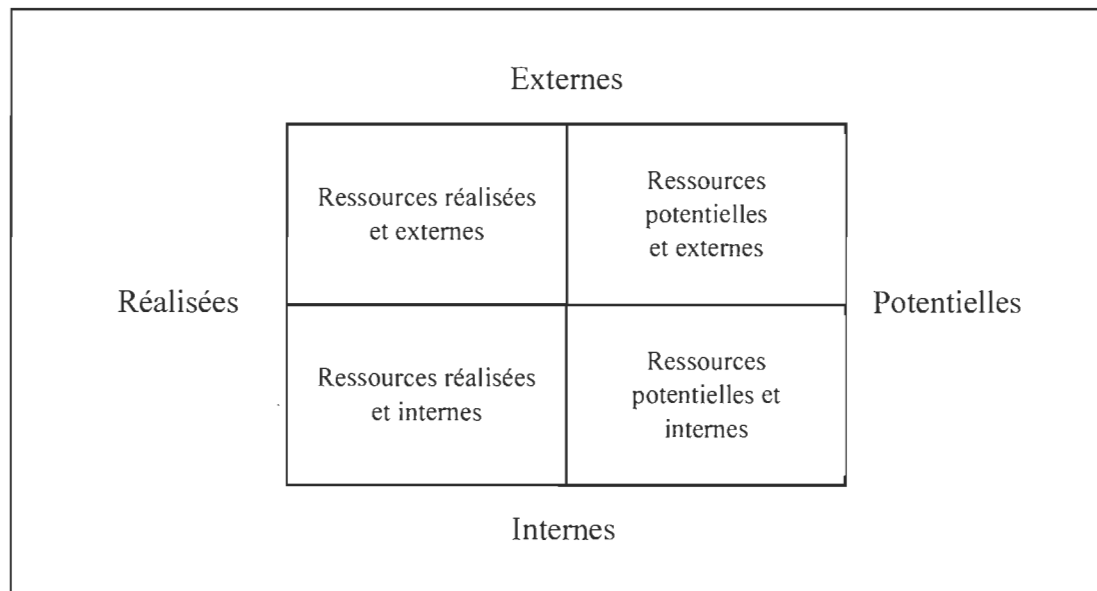 Externes
Ressources réalisées
et externes
Ressources
potentielles
et externes
Réalisées
Potentielles
Ressources réalisées
et internes
Ressources
potentielles et
internes
Internes